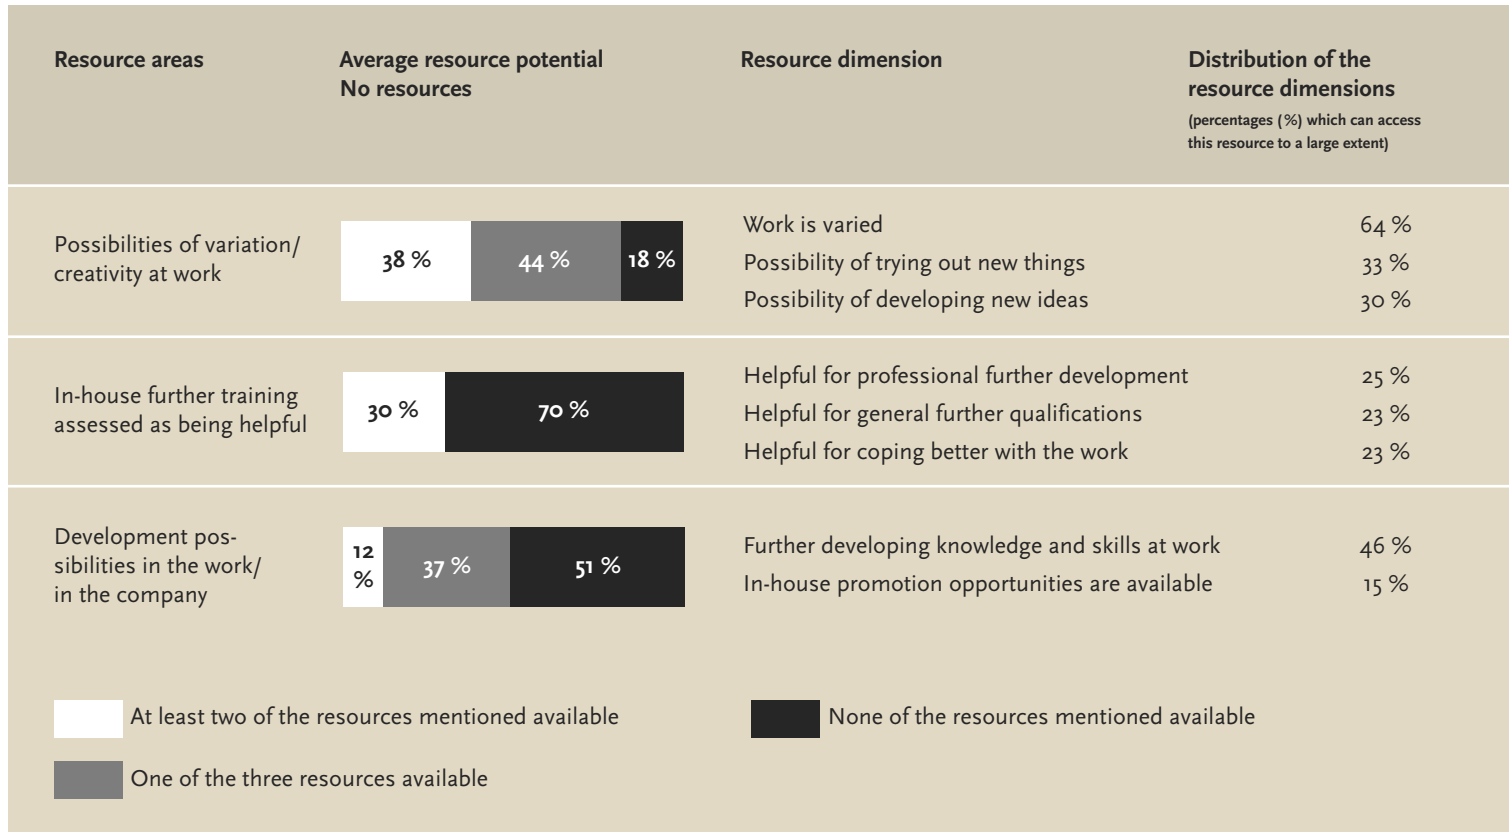 Resource areas
Average resource potential
No resources
Resource dimension
Distribution of the
resource dimensions
(percentages (%) which can access
this resource to a large extent)
Possibilities of variation/
creativity at work
38 % 44 % 18 %
Work is varied 64 %
Possibility of trying out new things 33 %
Possibility of developing new ideas 30 %
In-house further training
assessed as being helpful
30 % 70 %
Helpful for professional further development 25 %
Helpful for general further qualifications 23 %
Helpful for coping better with the work 23 %
Development pos-
sibilities in the work/
in the company
12
%
37 % 51 %
Further developing knowledge and skills at work 46 %
In-house promotion opportunities are available 15 %
At least two of the resources mentioned available
None of the resources mentioned available
One of the three resources available